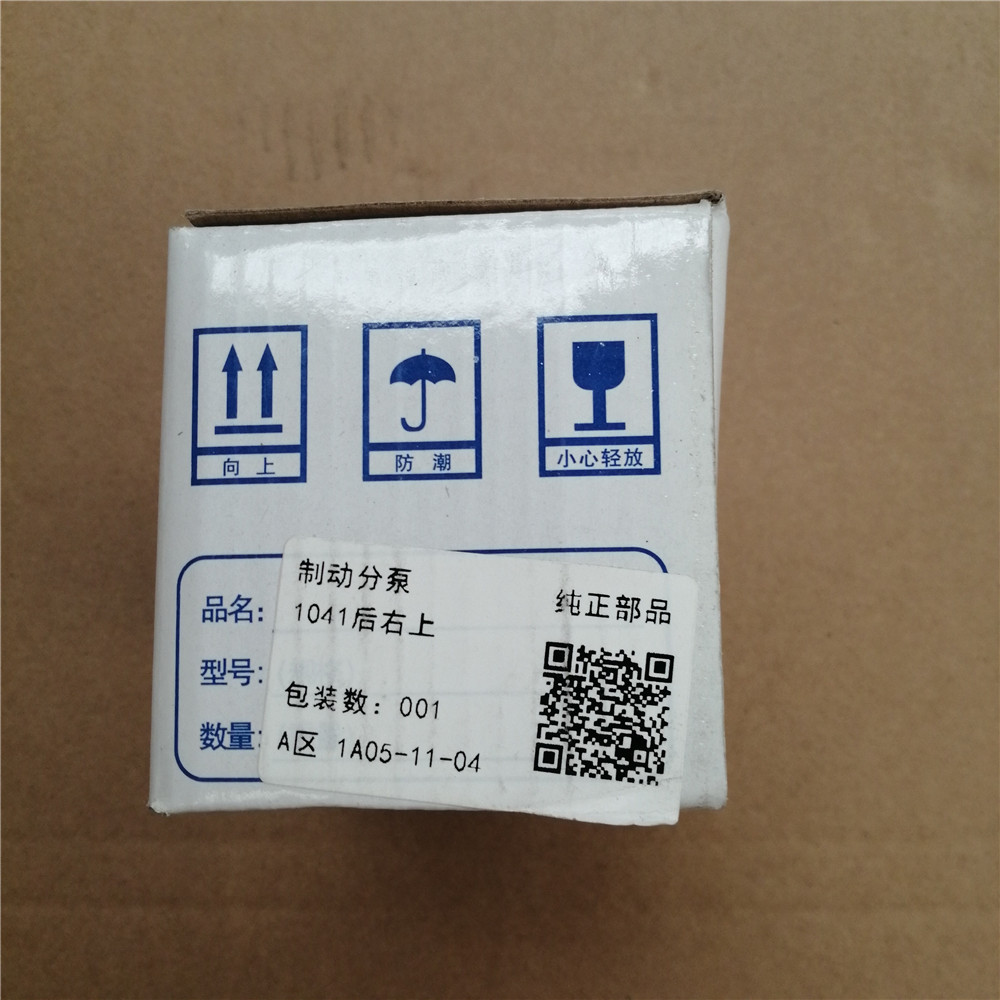 向上
防潮
小心轻放
制动分泵
纯正部品
1041后右上
品名:
型号:
包装数: 001
数量:
A区 1A05-11-04